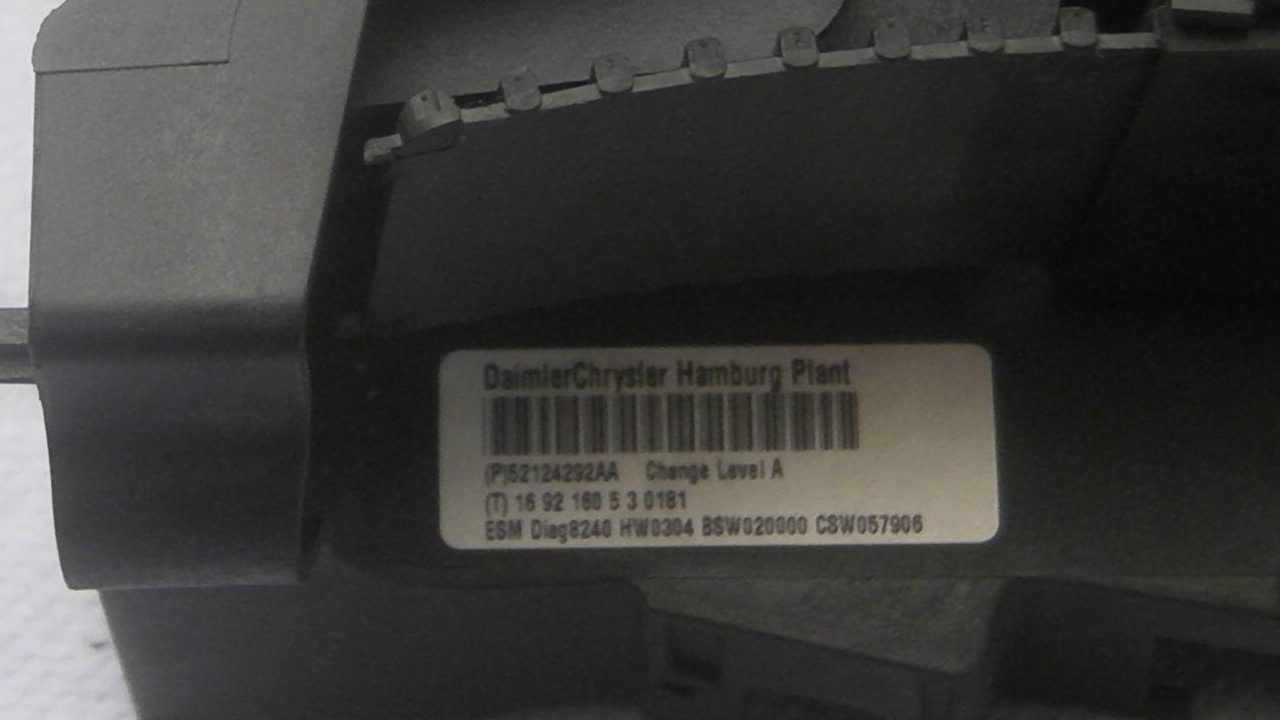 DaimlerChrysler Hamburg Plant
(P)52124292AA Change Level A
(T) 16 92 160 5 3 0181
ESM Diag8240 HW0304 BSW020000 CSW057906